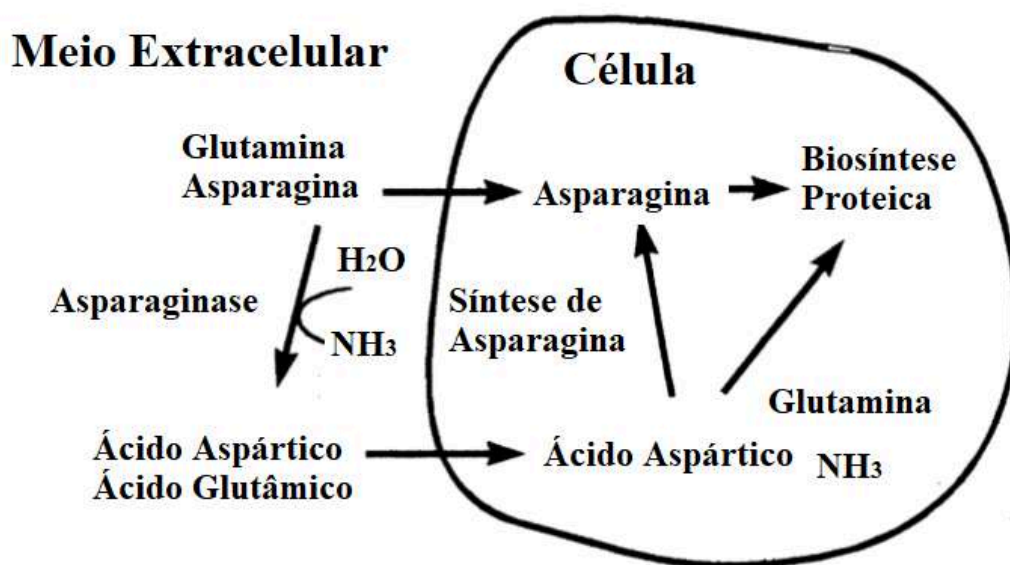 Meio Extracelular
Célula
Glutamina
Asparagina
Asparagina
Biosíntese
Proteica
H2O
Asparaginase
NH3
Síntese de
Asparagina
Glutamina
Ácido Aspártico
Ácido Glutâmico
Ácido Aspártico
NH3